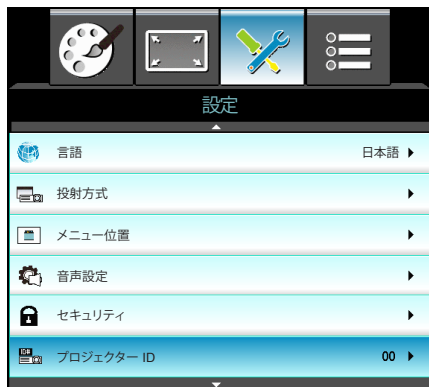 設定
言語 日本語
投射方式
メニュー位置
音声設定
セキュリティ
プロジェクター ID 00